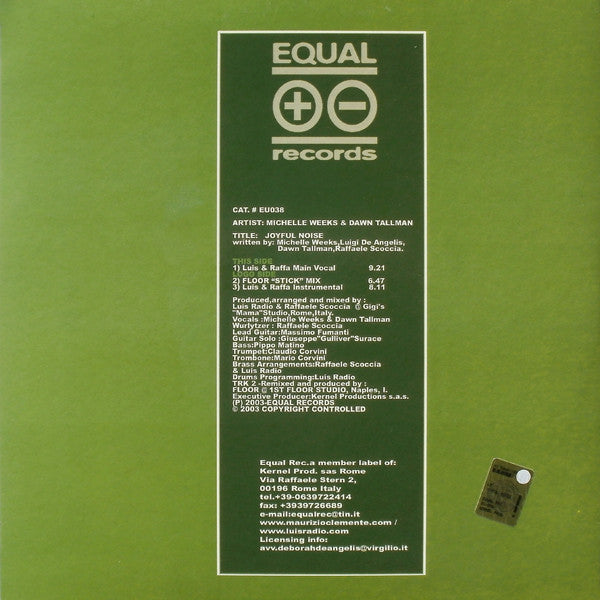 EQUAL
records
CAT. # EU038
ARTIST: MICHELLE WEEKS & DAWN TALLMAN
TITLE: JOYFUL NOISE
written by: Michelle Weeks,Luigi De Angelis,
Dawn Tallman,Raffaele Scoccia.
THIS SIDE
1) Luis & Raffa Main Vocal 9.21
LOGO SIDE
2) FLOOR "STICK" MIX 6.47
3) Luis & Raffa Instrumental 8.11
Produced,arranged and mixed by :
Luis Radio & Raffaele Scoccia @ Gigi's
"Mama"Studio,Rome,Italy.
Vocals :Michelle Weeks & Dawn Tallman
Wurlytzer : Raffaele Scoccia
Lead Guitar:Massimo Fumanti
Guitar Solo :Giuseppe"Gulliver"Surace
Bass:Pippo Matino
Trumpet:Claudio Corvini
Trombone:Mario Corvini
Brass Arrangements:Raffaele Scoccia
& Luis Radio
Drums Programming:Luis Radio
TRK 2 -Remixed and produced by :
FLOOR @ 1ST FLOOR STUDIO, Naples, I.
Executive Producer:Kernel Productions s.a.s.
(P) 2003-EQUAL RECORDS
© 2003 COPYRIGHT CONTROLLED
Equal Rec.a member label of:
Kernel Prod. sas Rome
Via Raffaele Stern 2,
00196 Rome Italy
tel.+39-0639722414
fax: +3939726689
e-mail:equalrec@tin.it
www.maurizioclemente.com /
www.luisradio.com
Licensing info:
avv.deborahdeangelis@virgilio.it